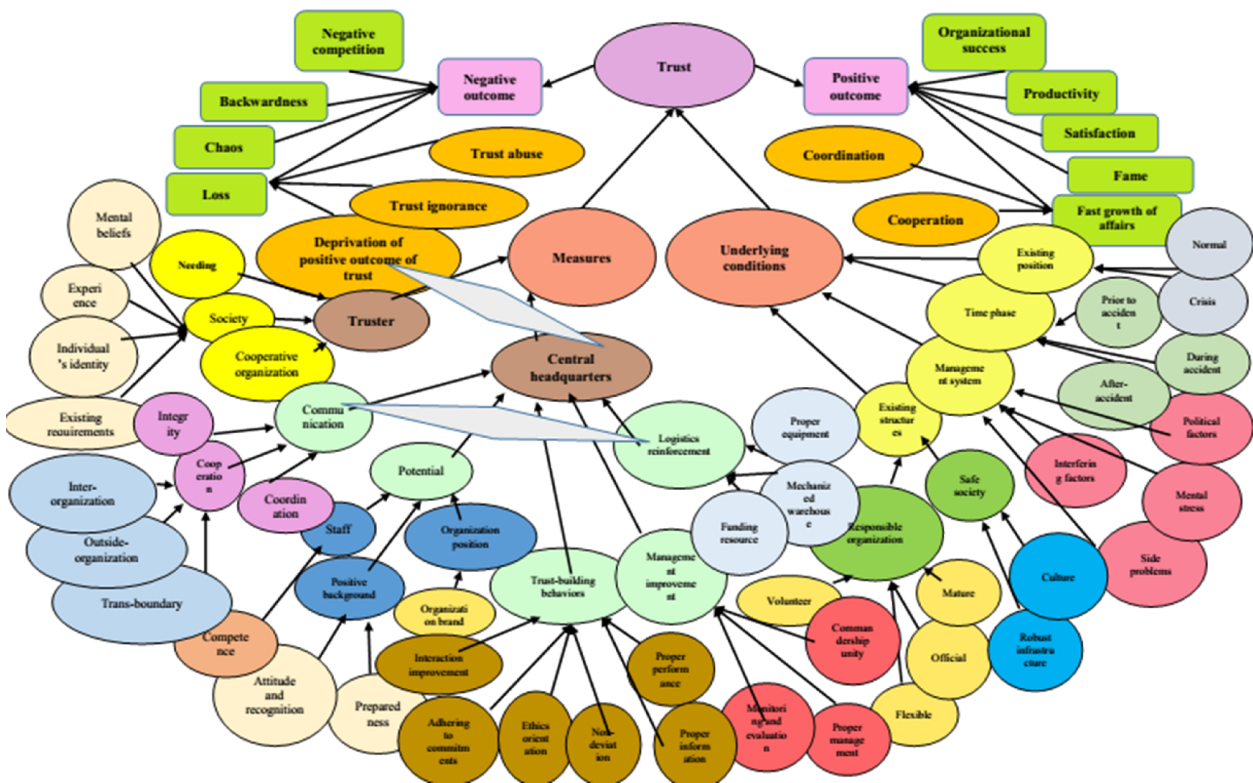 Negative
competition
Organizational
success
Trust
Negative
outcome
Positive
outcome
Backwardness
Productivity
Chaos
Satisfaction
Trust abuse
Coordination
Loss
Fame
Trust ignorance
Cooperation
Fast growth of
affairs
Mental
beliefs
Deprivation of
positive outcome of
trust
Measures
Underlying
conditions
Existing
position
Normal
Needing
Experi
ence
Society
Truster
Time phase
Prior to
acciden
t
Crisis
Individual
's identity
Cooperative
organization
Central
headquarters
Manageme
nt system
During
accident
After-
accident
Existing requirements
Integr
ity
Commu
nication
Existing
structur
es
Political
factors
Proper
equipment
Logistics
reinforcement
Coop
eratio
n
Potential
Interferin
g factors
Safe
society
Inter-
organization
Mechaniz
ed
warehous
e
Mental
stress
Coordin
ation
Staff
Organization
position
Funding
resource
Responsible
organization
Outside-
organization
Side
problems
Trust-building
behaviors
Manageme
nt
improveme
nt
Culture
Positive
background
Trans-boundary
Organizati
on brand
Volunteer
Mature
Compete
nce
Comman
dership
unity
Robust
infrastru
cture
Interaction
improvement
Proper
perform
ance
Official
Attitude
and
recognition
Prepared
ness
Adhering
to
commitm
ents
Ethics
orient
ation
Non-
deviat
ion
Proper
inform
ation
Monitori
ng and
evaluatio
n
Proper
manage
ment
Flexible